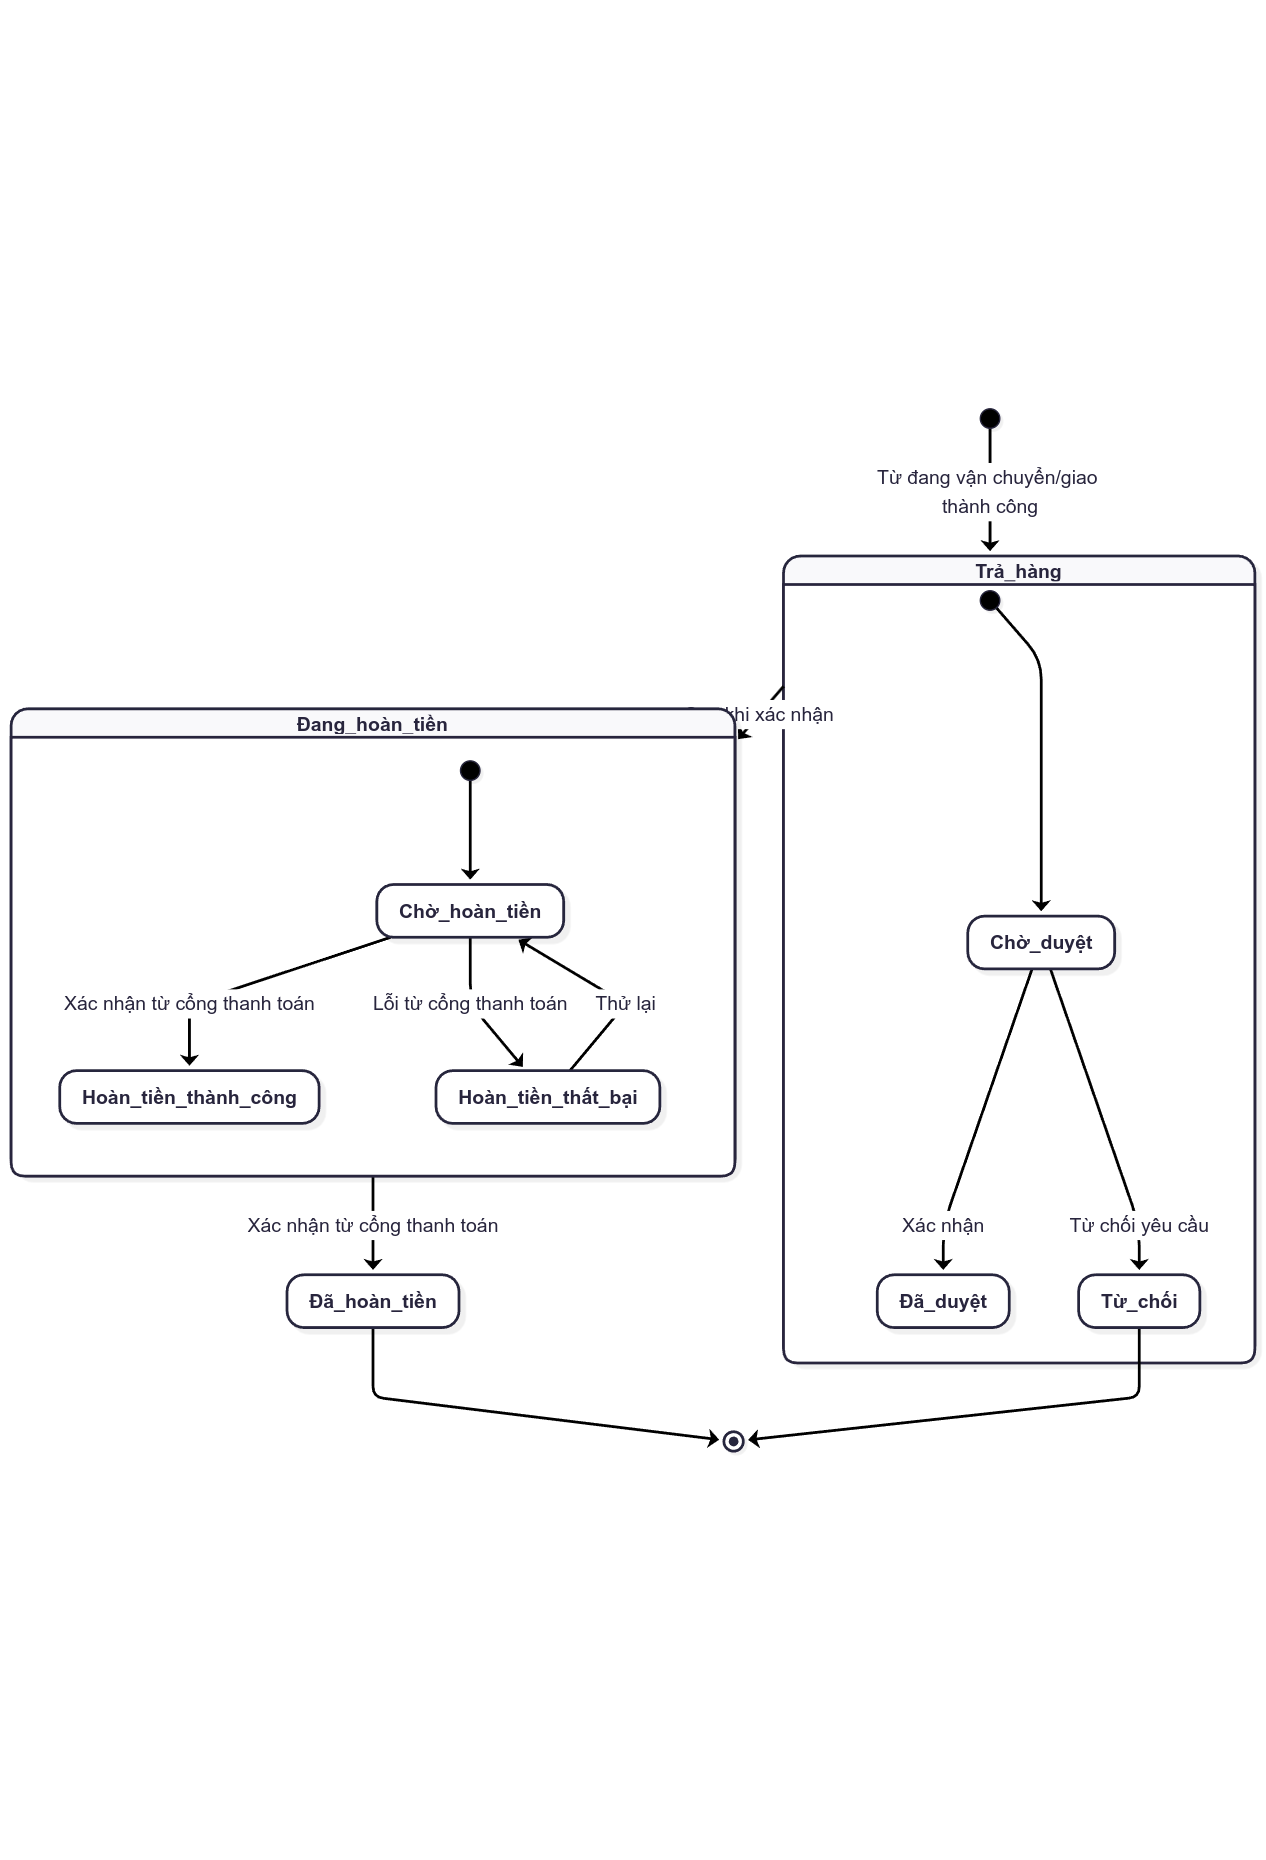 Từ đang vận chuyển/giao
thành công
Trả_hàng
khi xác nhận
Đang_hoàn_tiền
Chờ_hoàn_tiền
Chờ_duyệt
Xác nhận từ cổng thanh toán
Lỗi từ cổng thanh toán
Thử lại
Hoàn_tiền_thành_công
Hoàn_tiền_thất_bại
Xác nhận từ cổng thanh toán
Xác nhận
Từ chối yêu cầu
Đã_hoàn_tiền
Đã_duyệt
Từ_chối